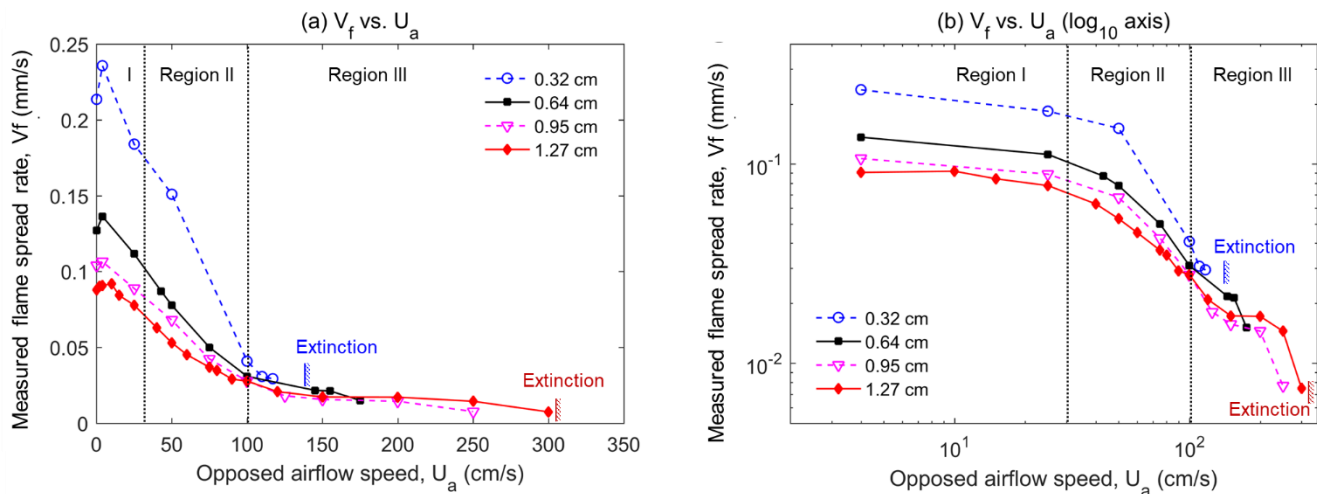 (a) V_f vs. U_a
Measured flame spread rate, Vf (mm/s)
0.25
0.2
0.15
0.1
0.05
0
I
Region II
Region III
0.32 cm
0.64 cm
0.95 cm
1.27 cm
Extinction
Extinction
0 50 100 150 200 250 300 350
Opposed airflow speed, U_a (cm/s)
(b) V_f vs. U_a (log_10 axis)
Measured flame spread rate, Vf (mm/s)
10^-1
10^-2
Region I
Region II
Region III
Extinction
0.32 cm
0.64 cm
0.95 cm
1.27 cm
Extinction
10^1 10^2
Opposed airflow speed, U_a (cm/s)